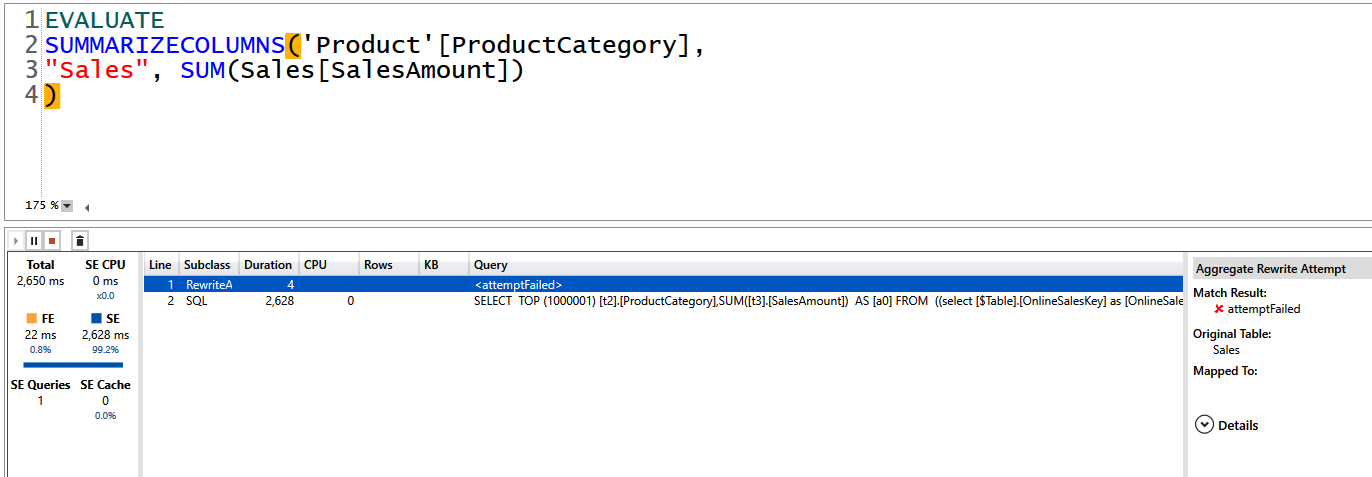 1 EVALUATE
2 SUMMARIZECOLUMNS('Product'[ProductCategory],
3 "Sales", SUM(Sales[SalesAmount])
4 )
175 %
Total SE CPU
2,650 ms 0 ms
x0.0
FE SE
22 ms 2,628 ms
0.8% 99.2%
SE Queries SE Cache
1 0
0.0%
Line Subclass Duration CPU Rows KB Query
1 RewriteA 4 <attemptFailed>
2 SQL 2,628 0 SELECT TOP (1000001) [t2].[ProductCategory],SUM([t3].[SalesAmount]) AS [a0] FROM ((select [$Table].[OnlineSalesKey] as [OnlineSale
Aggregate Rewrite Attempt
Match Result:
attemptFailed
Original Table:
Sales
Mapped To:
Details